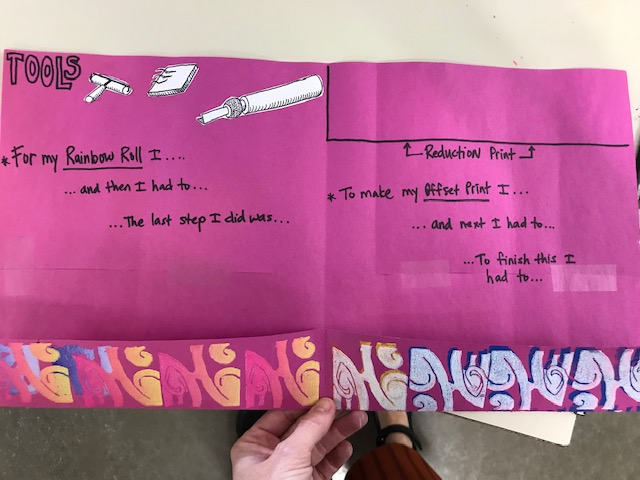 TOOLS
*For my Rainbow Roll I....
...and then I had to...
...The last step I did was...
Reduction Print
*To make my Offset Print I...
...and next I had to...
...To finish this I
had to...